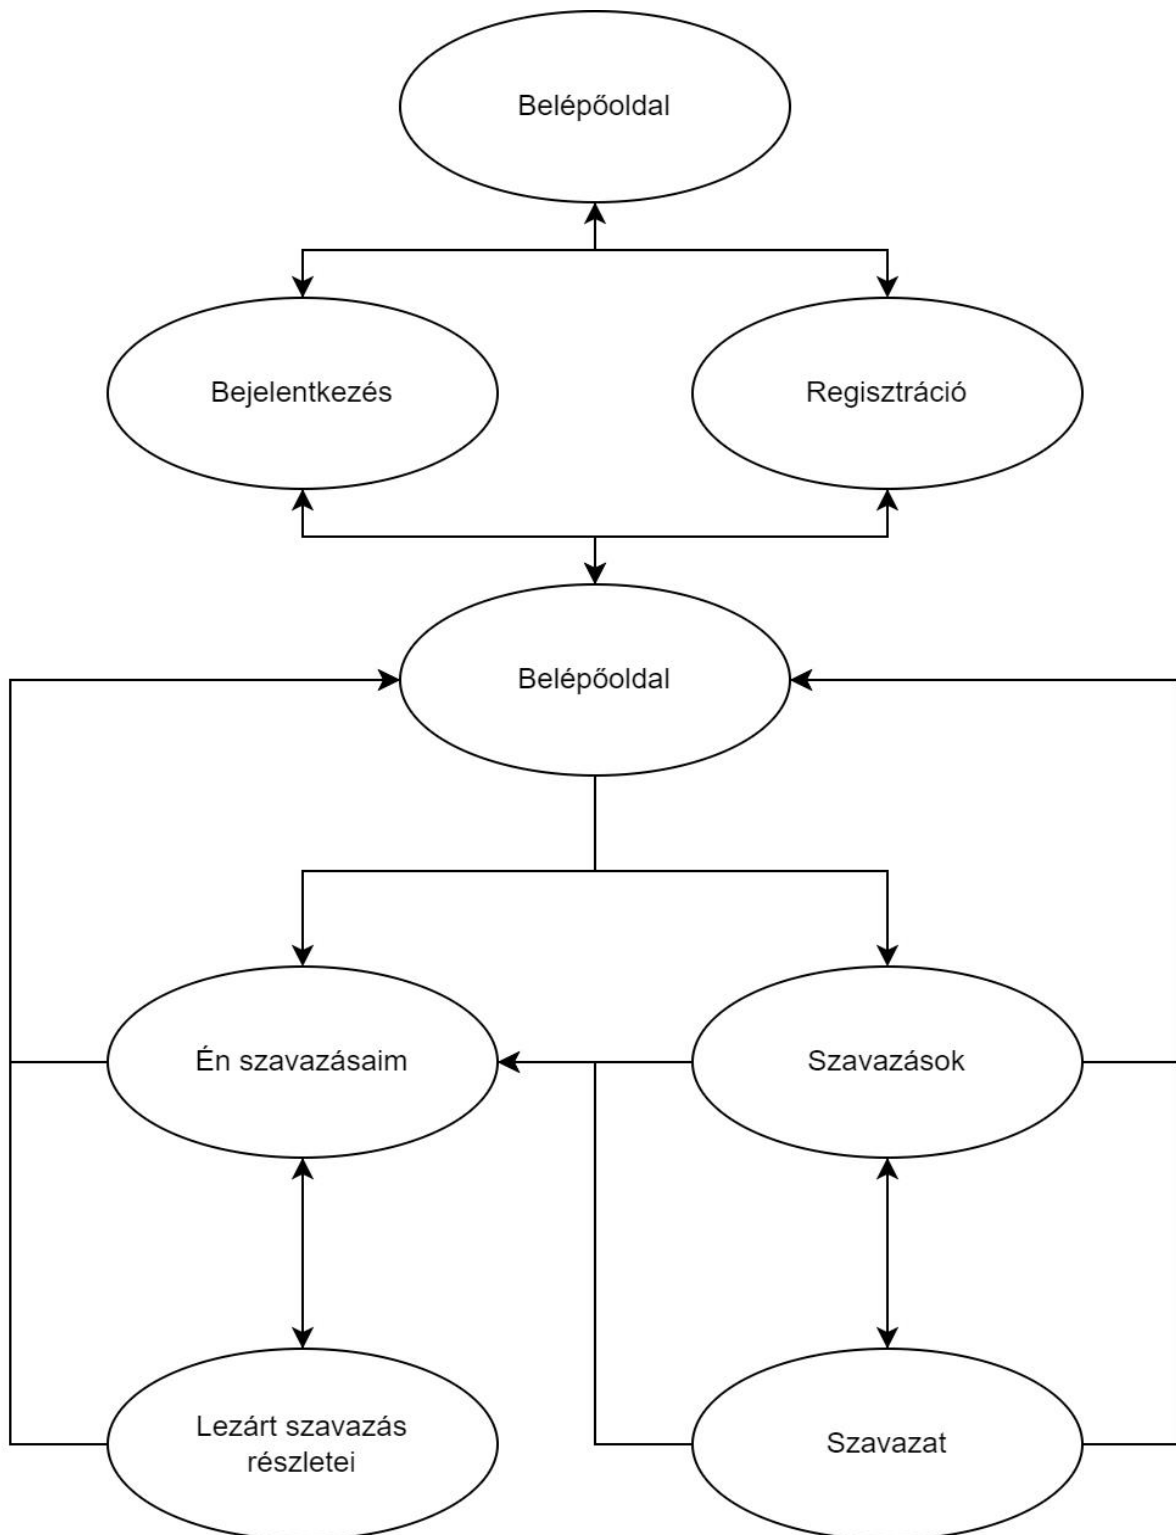 Belépőoldal
Bejelentkezés
Regisztráció
Belépőoldal
Én szavazásaim
Szavazások
Lezárt szavazás
részletei
Szavazat